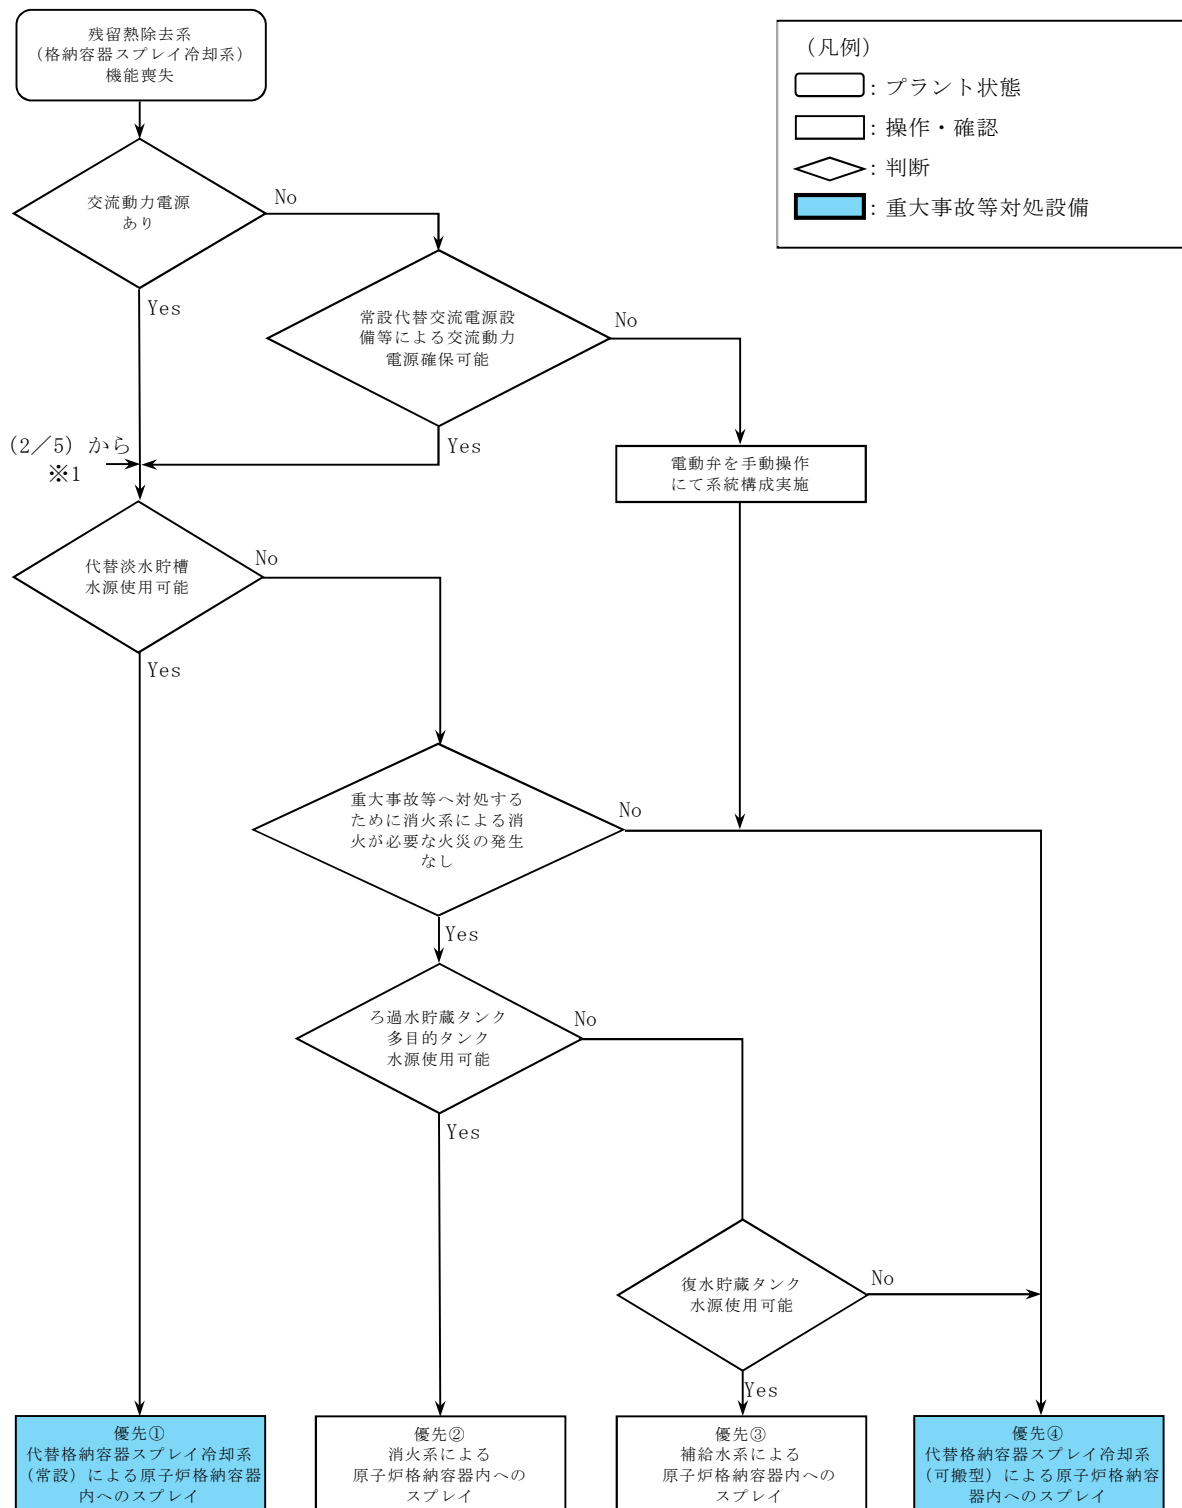 残留熱除去系
（格納容器スプレイ冷却系）
機能喪失
（凡例）
：プラント状態
：操作・確認
：判断
：重大事故等対処設備
交流動力電源
あり
No
Yes
常設代替交流電源設
備等による交流動力
電源確保可能
No
Yes
（2／5）から
※1
電動弁を手動操作
にて系統構成実施
代替淡水貯槽
水源使用可能
No
Yes
重大事故等へ対処する
ために消火系による消
火が必要な火災の発生
なし
No
Yes
ろ過水貯蔵タンク
多目的タンク
水源使用可能
No
Yes
復水貯蔵タンク
水源使用可能
No
Yes
優先①
代替格納容器スプレイ冷却系
（常設）による原子炉格納容器
内へのスプレイ
優先②
消火系による
原子炉格納容器内への
スプレイ
優先③
補給水系による
原子炉格納容器内への
スプレイ
優先④
代替格納容器スプレイ冷却系
（可搬型）による原子炉格納容
器内へのスプレイ